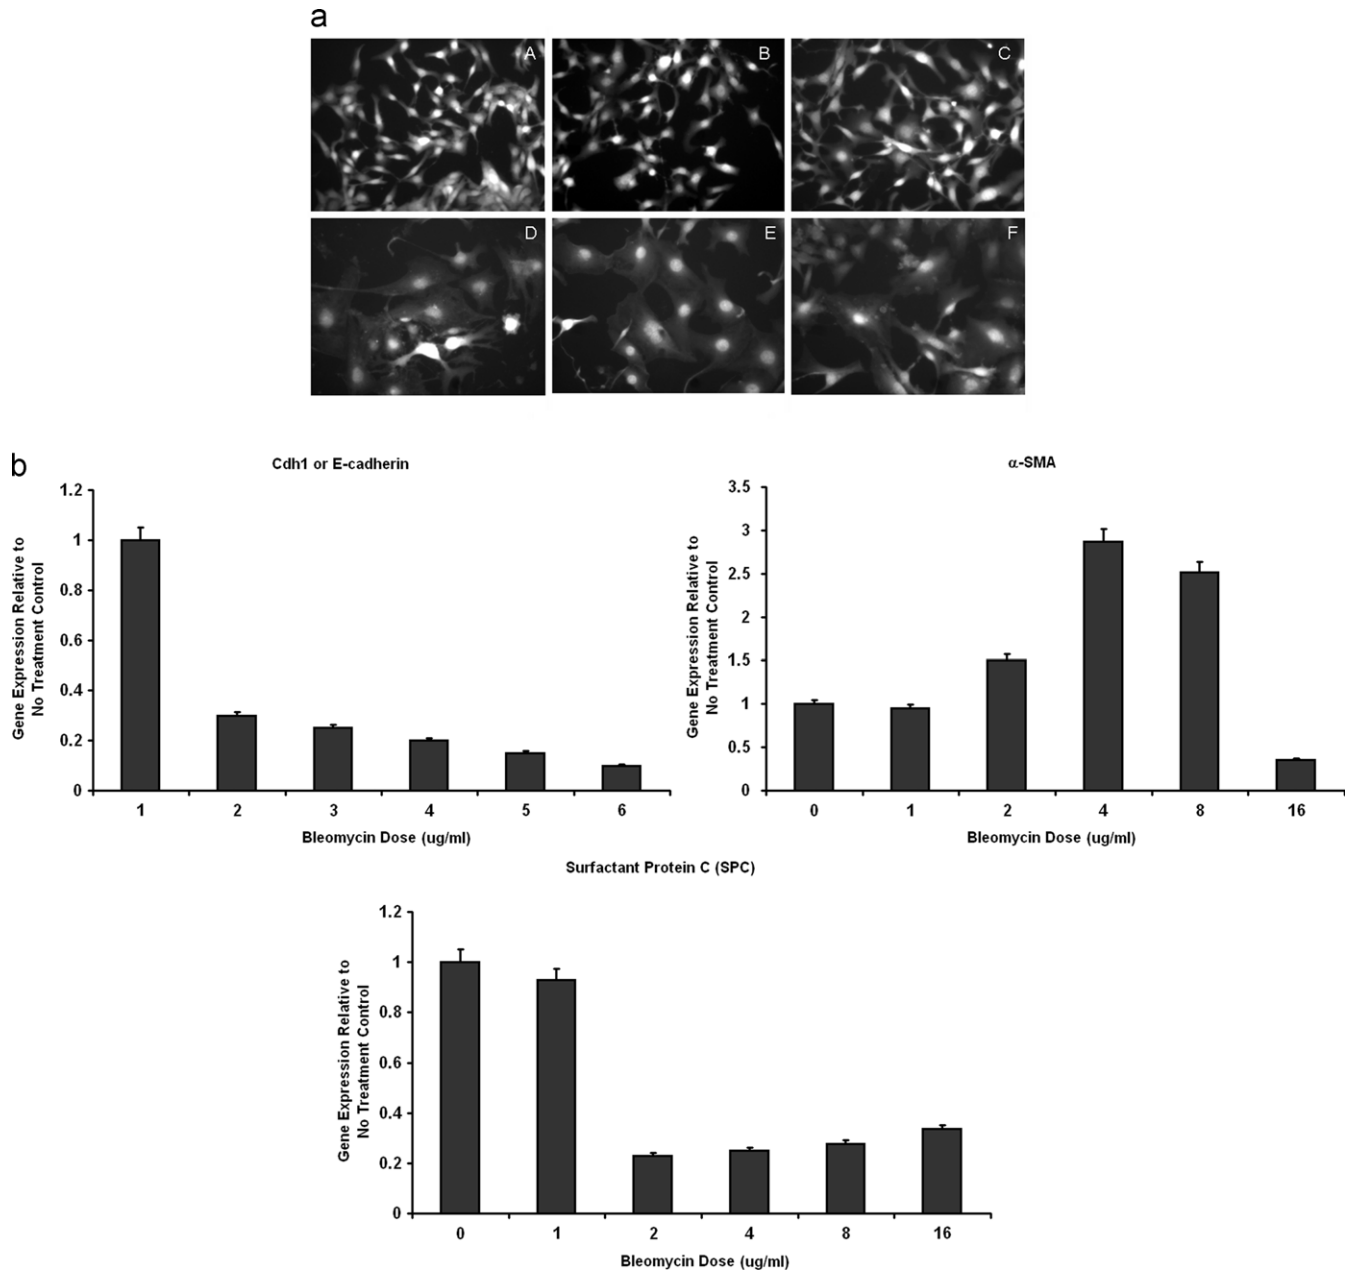 a
A
B
C
D
E
F
b
Cdh1 or E-cadherin
Gene Expression Relative to
No Treatment Control
1.2
1
0.8
0.6
0.4
0.2
0
1 2 3 4 5 6
Bleomycin Dose (ug/ml)
α-SMA
Gene Expression Relative to
No Treatment Control
3.5
3
2.5
2
1.5
1
0.5
0
0 1 2 4 8 16
Bleomycin Dose (ug/ml)
Surfactant Protein C (SPC)
Gene Expression Relative to
No Treatment Control
1.2
1
0.8
0.6
0.4
0.2
0
0 1 2 4 8 16
Bleomycin Dose (ug/ml)